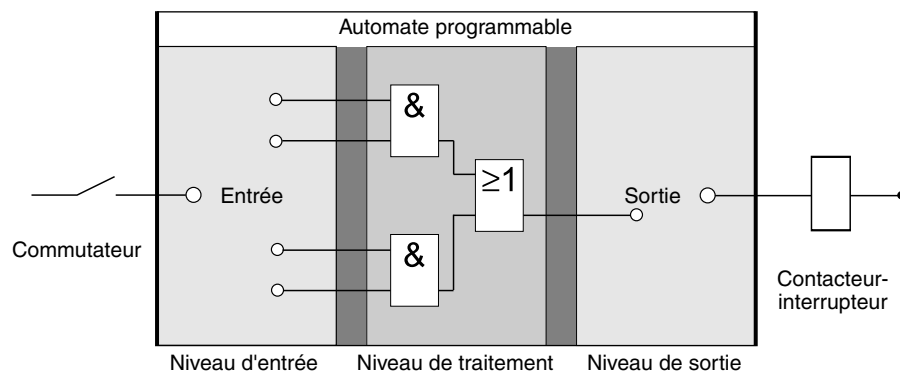 Automate programmable
&
≥1
Entrée
Sortie
Commutateur
&
Contacteur-
interrupteur
Niveau d'entrée
Niveau de traitement
Niveau de sortie